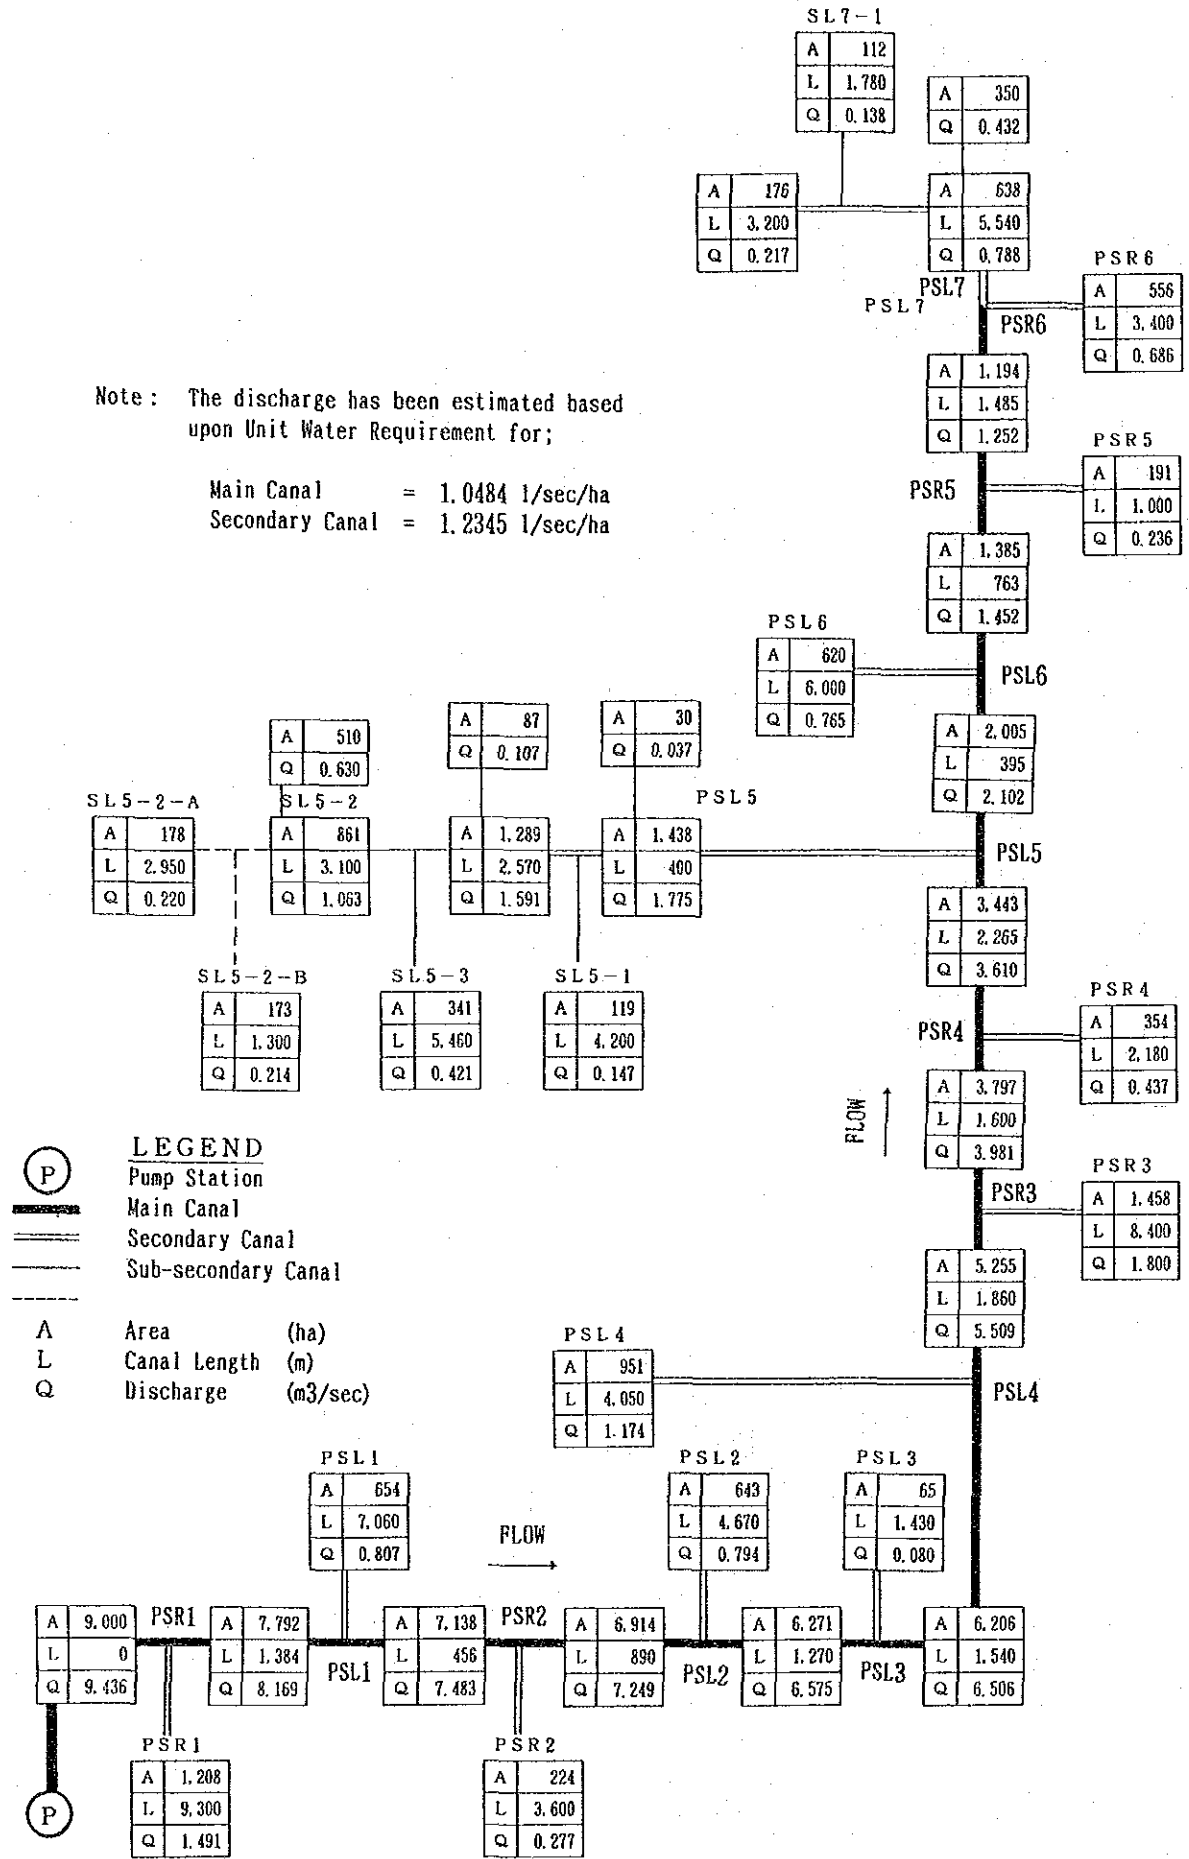 SL7-1
A 112
L 1.780
Q 0.138
A 350
Q 0.432
A 176
L 3.200
Q 0.217
A 638
L 5.540
Q 0.788
PSL7
PSL7
PSR6
PSR6
A 556
L 3.400
Q 0.686
A 1.194
L 1.485
Q 1.252
Note : The discharge has been estimated based
upon Unit Water Requirement for;
Main Canal = 1.0484 l/sec/ha
Secondary Canal = 1.2345 l/sec/ha
PSR5
PSR5
A 191
L 1.000
Q 0.236
A 1.385
L 763
Q 1.452
PSL6
A 620
L 6.000
Q 0.765
PSL6
A 2.005
L 395
Q 2.102
A 510
Q 0.630
A 87
Q 0.107
A 30
Q 0.037
SL5-2-A
A 178
L 2.950
Q 0.220
SL5-2
A 861
L 3.100
Q 1.063
A 1.289
L 2.570
Q 1.591
PSL5
A 1.438
L 400
Q 1.775
PSL5
A 3.443
L 2.265
Q 3.610
SL5-2-B
A 173
L 1.300
Q 0.214
SL5-3
A 341
L 5.460
Q 0.421
SL5-1
A 119
L 4.200
Q 0.147
PSR4
PSR4
A 354
L 2.180
Q 0.437
A 3.797
L 1.600
Q 3.981
FLOW
PSR3
PSR3
A 1.458
L 8.400
Q 1.800
A 5.255
L 1.860
Q 5.509
LEGEND
P Pump Station
Main Canal
Secondary Canal
Sub-secondary Canal
A Area (ha)
L Canal Length (m)
Q Discharge (m3/sec)
PSL4
A 951
L 4.050
Q 1.174
PSL4
PSL1
A 654
L 7.060
Q 0.807
FLOW
PSL2
A 643
L 4.670
Q 0.794
PSL3
A 65
L 1.430
Q 0.080
A 9.000
L 0
Q 9.436
PSR1
A 7.792
L 1.384
Q 8.169
PSL1
A 7.138
L 456
Q 7.483
PSR2
A 6.914
L 890
Q 7.249
PSL2
A 6.271
L 1.270
Q 6.575
PSL3
A 6.206
L 1.540
Q 6.506
PSR1
A 1.208
L 9.300
Q 1.491
PSR2
A 224
L 3.600
Q 0.277
P